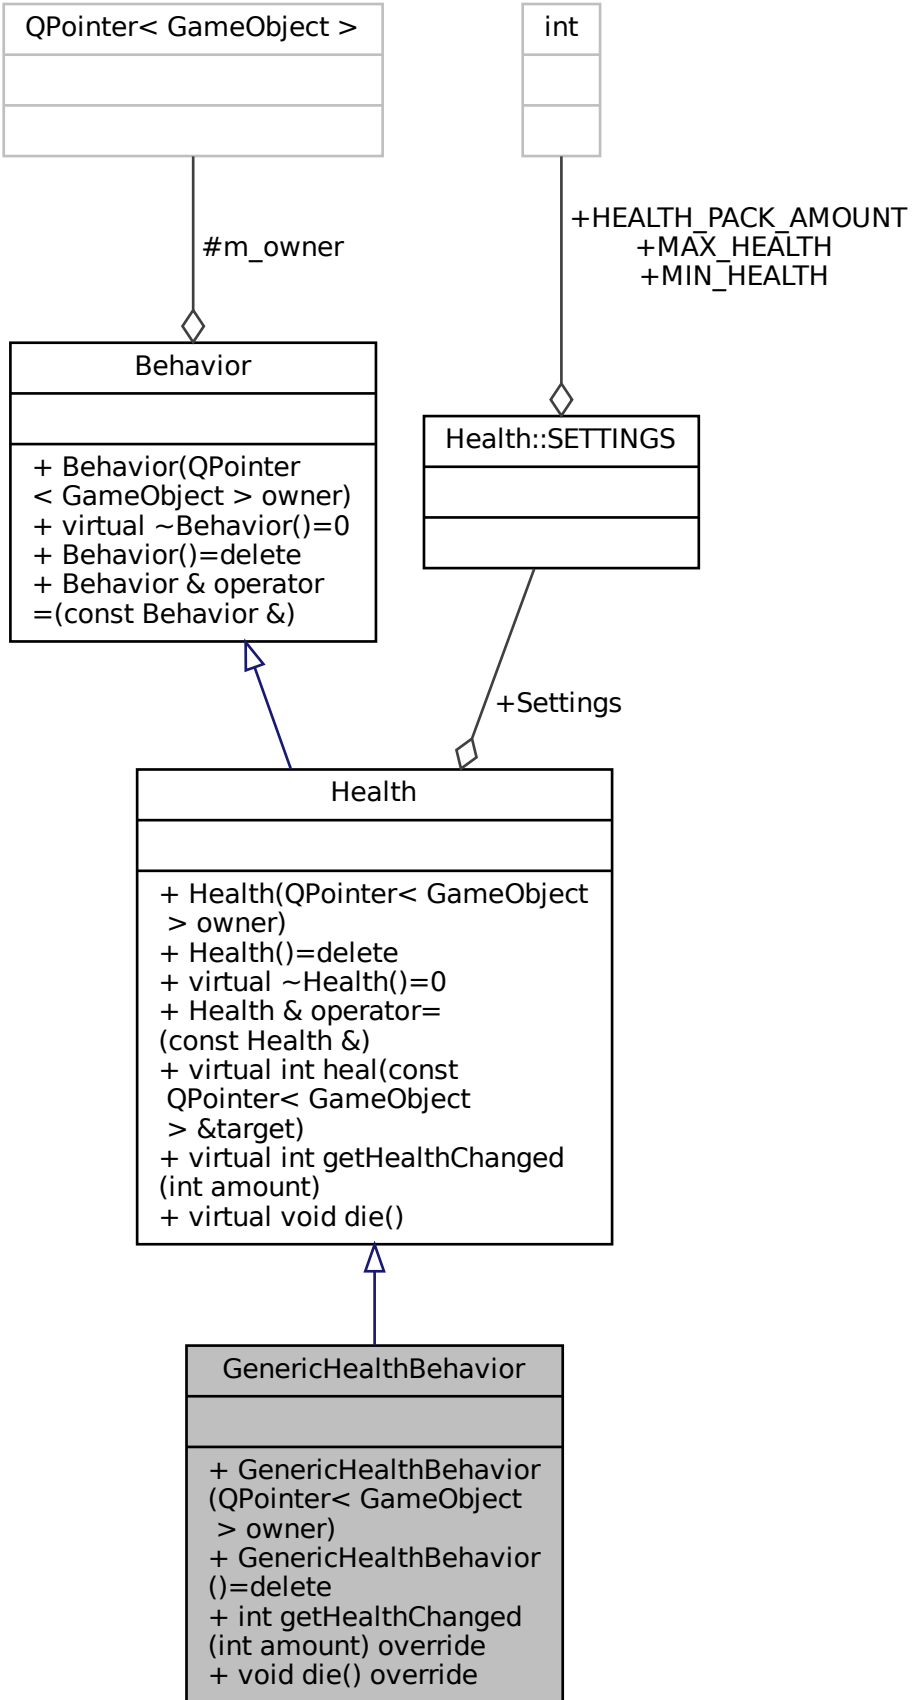 QPointer< GameObject >
int
+HEALTH_PACK_AMOUNT
+MAX_HEALTH
+MIN_HEALTH
#m_owner
Behavior
+ Behavior(QPointer
< GameObject > owner)
+ virtual ~Behavior()=0
+ Behavior()=delete
+ Behavior & operator
=(const Behavior &)
Health::SETTINGS
+Settings
Health
+ Health(QPointer< GameObject
> owner)
+ Health()=delete
+ virtual ~Health()=0
+ Health & operator=
(const Health &)
+ virtual int heal(const
QPointer< GameObject
> &target)
+ virtual int getHealthChanged
(int amount)
+ virtual void die()
GenericHealthBehavior
+ GenericHealthBehavior
(QPointer< GameObject
> owner)
+ GenericHealthBehavior
()=delete
+ int getHealthChanged
(int amount) override
+ void die() override